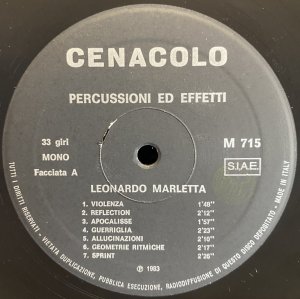 CENACOLO
PERCUSSIONI ED EFFETTI
33 giri
MONO
Facciata A
M 715
S.I.A.E.
LEONARDO MARLETTA
1. VIOLENZA 1'48"
2. REFLECTION 2'12"
3. APOCALISSE 1'57"
4. GUERRIGLIA 2'23"
5. ALLUCINAZIONI 2'10"
6. GEOMETRIE RITMICHE 2'17"
7. SPRINT 2'26"
℗ 1983
TUTTI I DIRITTI RISERVATI - VIETATA DUPLICAZIONE, PUBBLICA ESECUZIONE, RADIODIFFUSIONE DI QUESTO DISCO DEPOSITATO - MADE IN ITALY